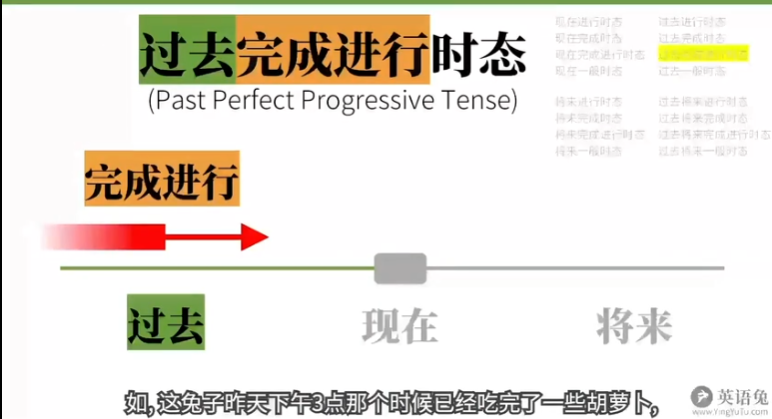 过去完成进行时态
(Past Perfect Progressive Tense)
现在进行时态 过去进行时态
现在完成时态 过去完成时态
现在完成进行时态 过去完成进行时态
现在一般时态 过去一般时态
将来进行时态 过去将来进行时态
将来完成时态 过去将来完成时态
将来完成进行时态 过去将来完成进行时态
将来一般时态 过去将来一般时态
完成进行
过去 现在 将来
如, 这兔子昨天下午3点那个时候已经吃完了一些胡萝卜,
英语兔
www.YingYuTu.com